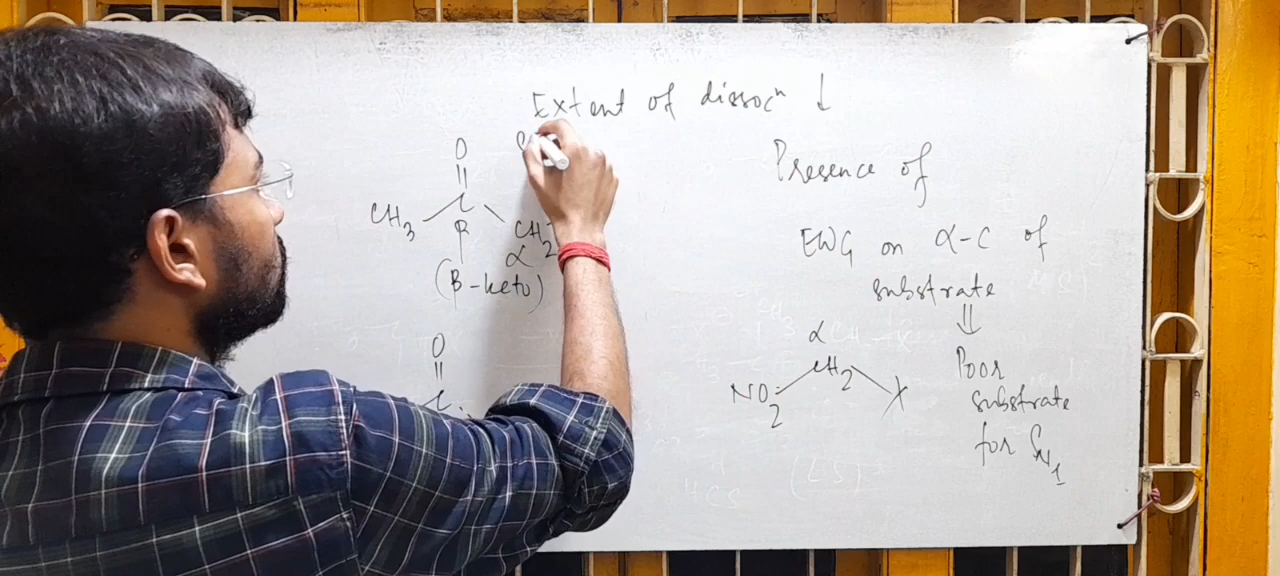 Extent of dissocⁿ ↓
O
||
CH3 C CH2
β α
(β-keto)
O
||
C
Presence of
EWG on α-C of
substrate
⇓
α
NO2 CH2 X
Poor
substrate
for SN1